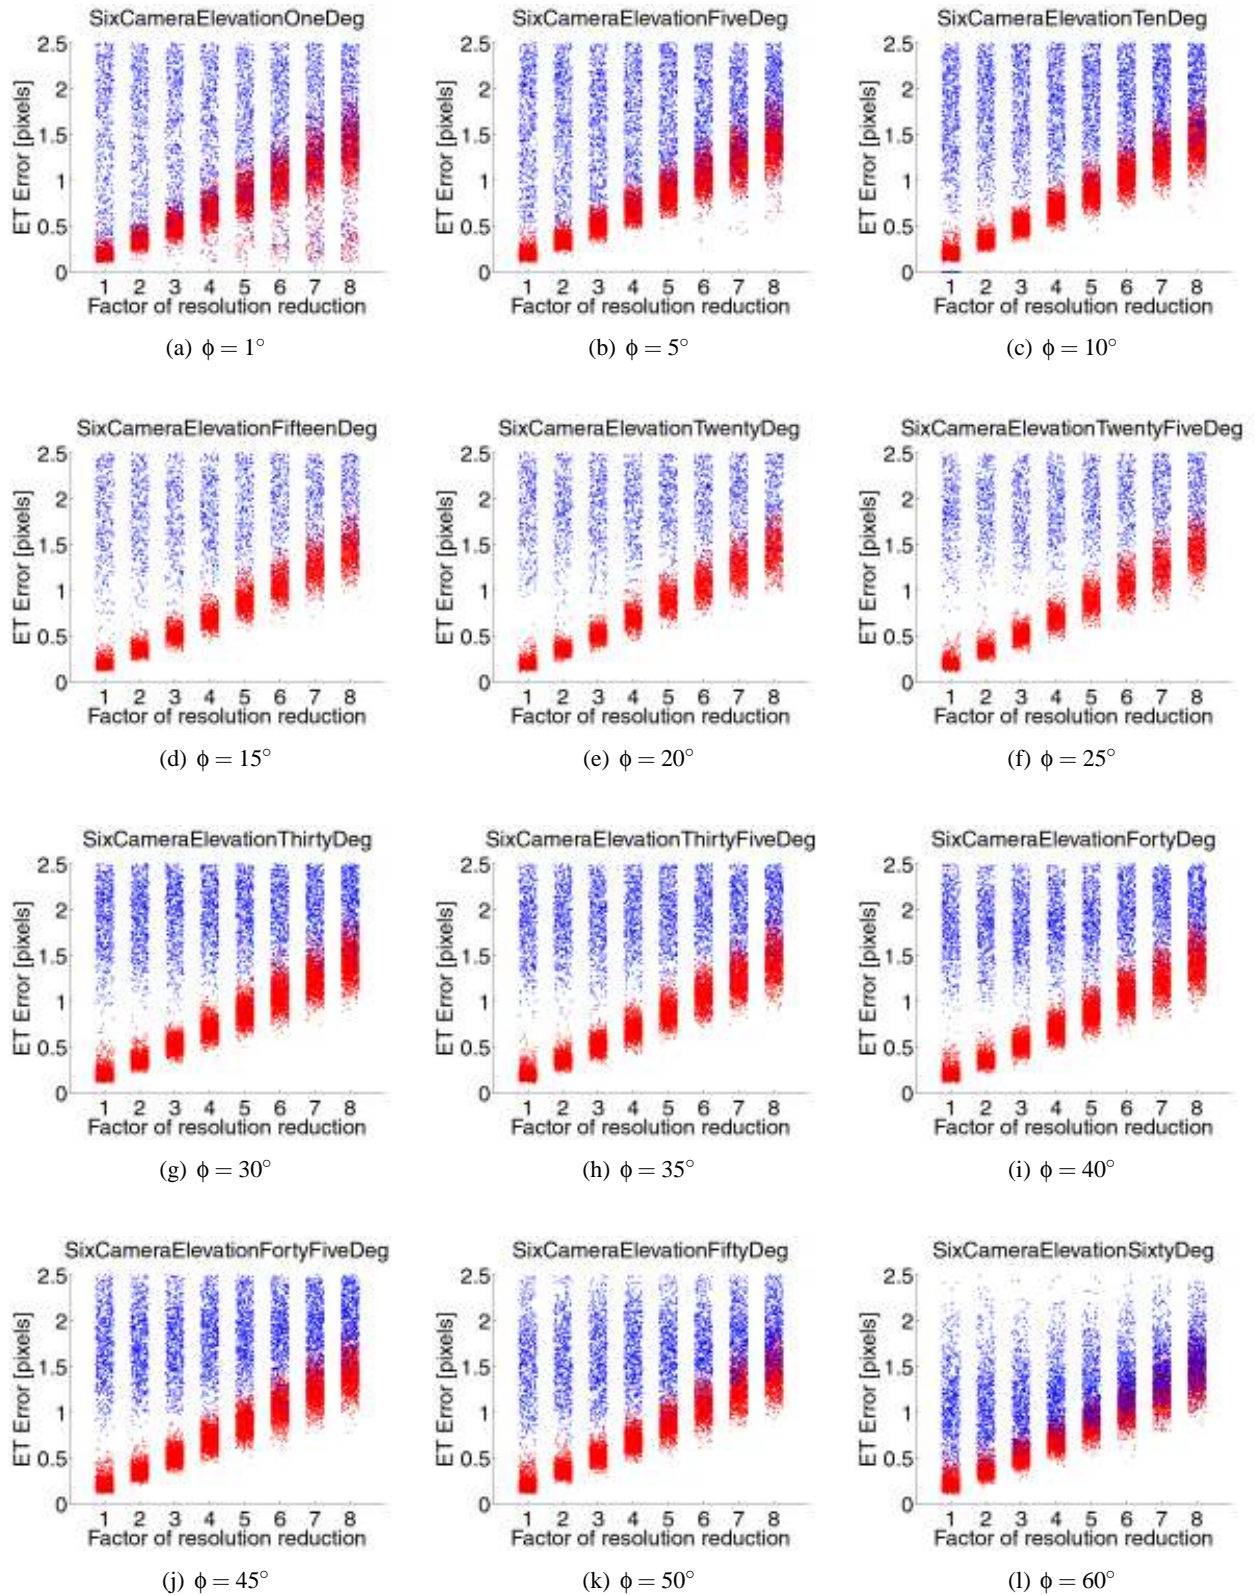 SixCameraElevationOneDeg
ET Error [pixels]
2.5
2
1.5
1
0.5
0
1 2 3 4 5 6 7 8
Factor of resolution reduction
(a) ϕ = 1°
SixCameraElevationFiveDeg
ET Error [pixels]
2.5
2
1.5
1
0.5
0
1 2 3 4 5 6 7 8
Factor of resolution reduction
(b) ϕ = 5°
SixCameraElevationTenDeg
ET Error [pixels]
2.5
2
1.5
1
0.5
0
1 2 3 4 5 6 7 8
Factor of resolution reduction
(c) ϕ = 10°
SixCameraElevationFifteenDeg
ET Error [pixels]
2.5
2
1.5
1
0.5
0
1 2 3 4 5 6 7 8
Factor of resolution reduction
(d) ϕ = 15°
SixCameraElevationTwentyDeg
ET Error [pixels]
2.5
2
1.5
1
0.5
0
1 2 3 4 5 6 7 8
Factor of resolution reduction
(e) ϕ = 20°
SixCameraElevationTwentyFiveDeg
ET Error [pixels]
2.5
2
1.5
1
0.5
0
1 2 3 4 5 6 7 8
Factor of resolution reduction
(f) ϕ = 25°
SixCameraElevationThirtyDeg
ET Error [pixels]
2.5
2
1.5
1
0.5
0
1 2 3 4 5 6 7 8
Factor of resolution reduction
(g) ϕ = 30°
SixCameraElevationThirtyFiveDeg
ET Error [pixels]
2.5
2
1.5
1
0.5
0
1 2 3 4 5 6 7 8
Factor of resolution reduction
(h) ϕ = 35°
SixCameraElevationFortyDeg
ET Error [pixels]
2.5
2
1.5
1
0.5
0
1 2 3 4 5 6 7 8
Factor of resolution reduction
(i) ϕ = 40°
SixCameraElevationFortyFiveDeg
ET Error [pixels]
2.5
2
1.5
1
0.5
0
1 2 3 4 5 6 7 8
Factor of resolution reduction
(j) ϕ = 45°
SixCameraElevationFiftyDeg
ET Error [pixels]
2.5
2
1.5
1
0.5
0
1 2 3 4 5 6 7 8
Factor of resolution reduction
(k) ϕ = 50°
SixCameraElevationSixtyDeg
ET Error [pixels]
2.5
2
1.5
1
0.5
0
1 2 3 4 5 6 7 8
Factor of resolution reduction
(l) ϕ = 60°